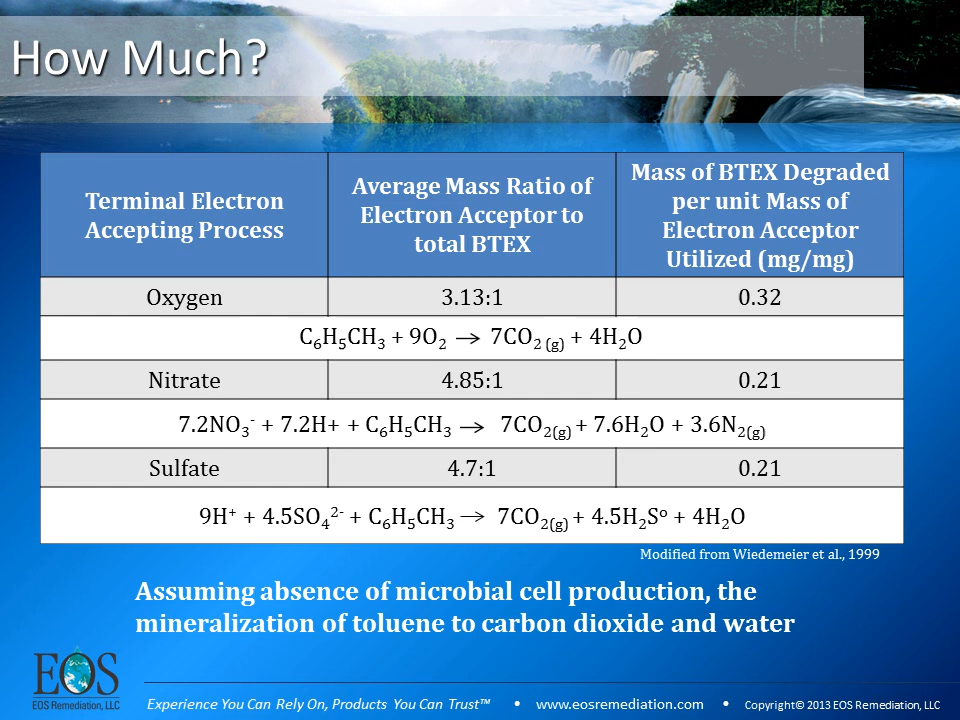 How Much?
Terminal Electron
Accepting Process
Average Mass Ratio of
Electron Acceptor to
total BTEX
Mass of BTEX Degraded
per unit Mass of
Electron Acceptor
Utilized (mg/mg)
Oxygen 3.13:1 0.32
C₆H₅CH₃ + 9O₂ → 7CO₂ (g) + 4H₂O
Nitrate 4.85:1 0.21
7.2NO₃⁻ + 7.2H+ + C₆H₅CH₃ → 7CO₂(g) + 7.6H₂O + 3.6N₂(g)
Sulfate 4.7:1 0.21
9H⁺ + 4.5SO₄²⁻ + C₆H₅CH₃ → 7CO₂(g) + 4.5H₂Sᵒ + 4H₂O
Modified from Wiedemeier et al., 1999
Assuming absence of microbial cell production, the
mineralization of toluene to carbon dioxide and water
EOS
EOS Remediation, LLC
Experience You Can Rely On, Products You Can Trust™ • www.eosremediation.com • Copyright© 2013 EOS Remediation, LLC